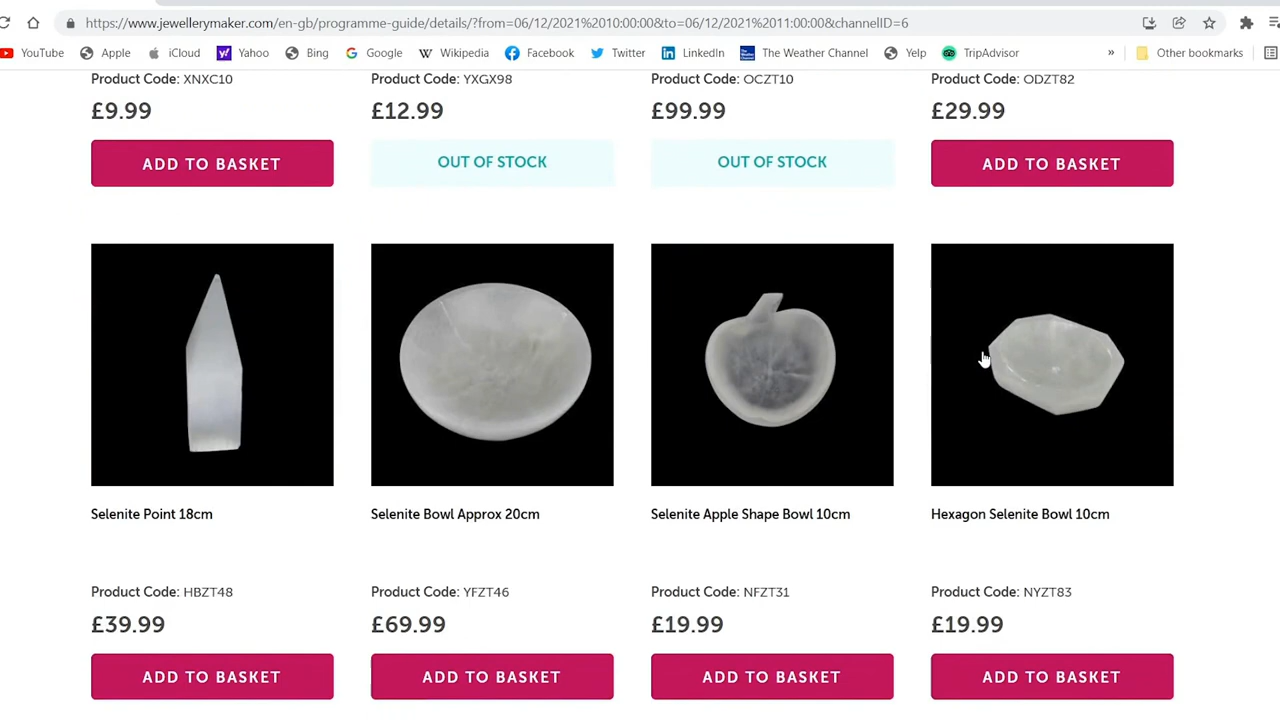 https://www.jewellerymaker.com/en-gb/programme-guide/details/?from=06/12/2021%2010:00:00&to=06/12/2021%2011:00:00&channelID=6
YouTube Apple iCloud Yahoo Bing Google Wikipedia Facebook Twitter LinkedIn The Weather Channel Yelp TripAdvisor » Other bookmarks
Product Code: XNXC10 Product Code: YXGX98 Product Code: OCZT10 Product Code: ODZT82
£9.99 £12.99 £99.99 £29.99
ADD TO BASKET OUT OF STOCK OUT OF STOCK ADD TO BASKET
Selenite Point 18cm Selenite Bowl Approx 20cm Selenite Apple Shape Bowl 10cm Hexagon Selenite Bowl 10cm
Product Code: HBZT48 Product Code: YFZT46 Product Code: NFZT31 Product Code: NYZT83
£39.99 £69.99 £19.99 £19.99
ADD TO BASKET ADD TO BASKET ADD TO BASKET ADD TO BASKET